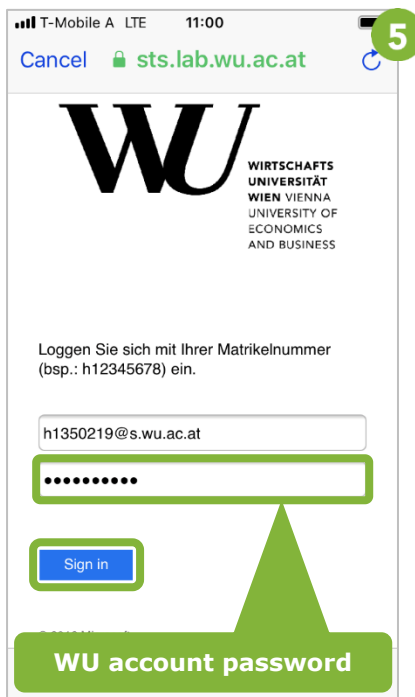 T-Mobile A LTE 11:00
5
Cancel sts.lab.wu.ac.at
WU
WIRTSCHAFTS
UNIVERSITÄT
WIEN VIENNA
UNIVERSITY OF
ECONOMICS
AND BUSINESS
Loggen Sie sich mit Ihrer Matrikelnummer
(bsp.: h12345678) ein.
h1350219@s.wu.ac.at
••••••••••
Sign in
WU account password